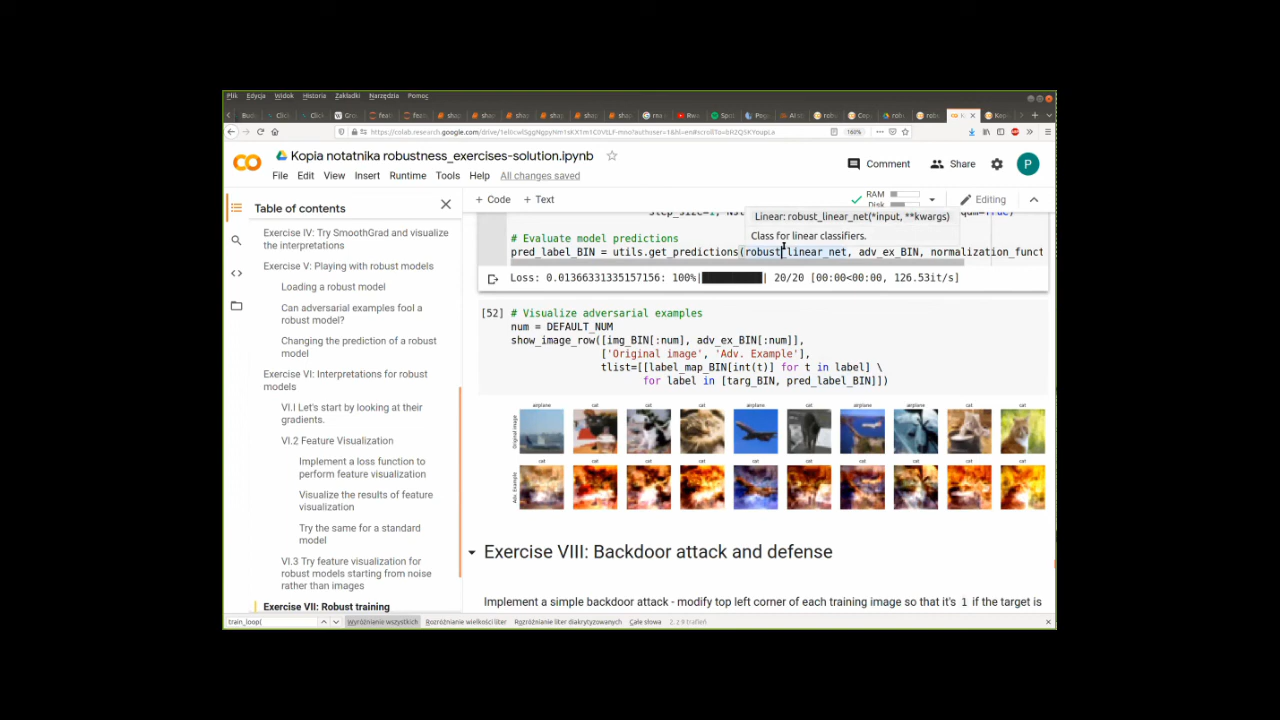 Plik Edycja Widok Historia Zakładki Narzędzia Pomoc
https://colab.research.google.com/drive/
160%
Kopia notatnika robustness_exercises-solution.ipynb
Comment Share P
File Edit View Insert Runtime Tools Help All changes saved
+ Code + Text
RAM
Disk
Editing
Table of contents
Exercise IV: Try SmoothGrad and visualize
the interpretations
Exercise V: Playing with robust models
Loading a robust model
Can adversarial examples fool a
robust model?
Changing the prediction of a robust
model
Exercise VI: Interpretations for robust
models
VI.I Let's start by looking at their
gradients.
VI.2 Feature Visualization
Implement a loss function to
perform feature visualization
Visualize the results of feature
visualization
Try the same for a standard
model
VI.3 Try feature visualization for
robust models starting from noise
rather than images
Exercise VII: Robust training
Linear: robust_linear_net(*input, **kwargs)
Class for linear classifiers.
# Evaluate model predictions
pred_label_BIN = utils.get_predictions(robust_linear_net, adv_ex_BIN, normalization_funct
Loss: 0.01366331335157156: 100%| | 20/20 [00:00<00:00, 126.53it/s]
[52] # Visualize adversarial examples
num = DEFAULT_NUM
show_image_row([img_BIN[:num], adv_ex_BIN[:num]],
['Original image', 'Adv. Example'],
tlist=[[label_map_BIN[int(t)] for t in label] \
for label in [targ_BIN, pred_label_BIN]])
airplane cat cat cat airplane cat airplane airplane cat cat
Original image
cat cat cat cat cat cat cat cat cat cat
Adv. Example
Exercise VIII: Backdoor attack and defense
Implement a simple backdoor attack - modify top left corner of each training image so that it's 1 if the target is
train_loop( Wyróżnianie wszystkich Rozróżnianie wielkości liter Rozróżnianie liter diakrytyzowanych Całe słowa